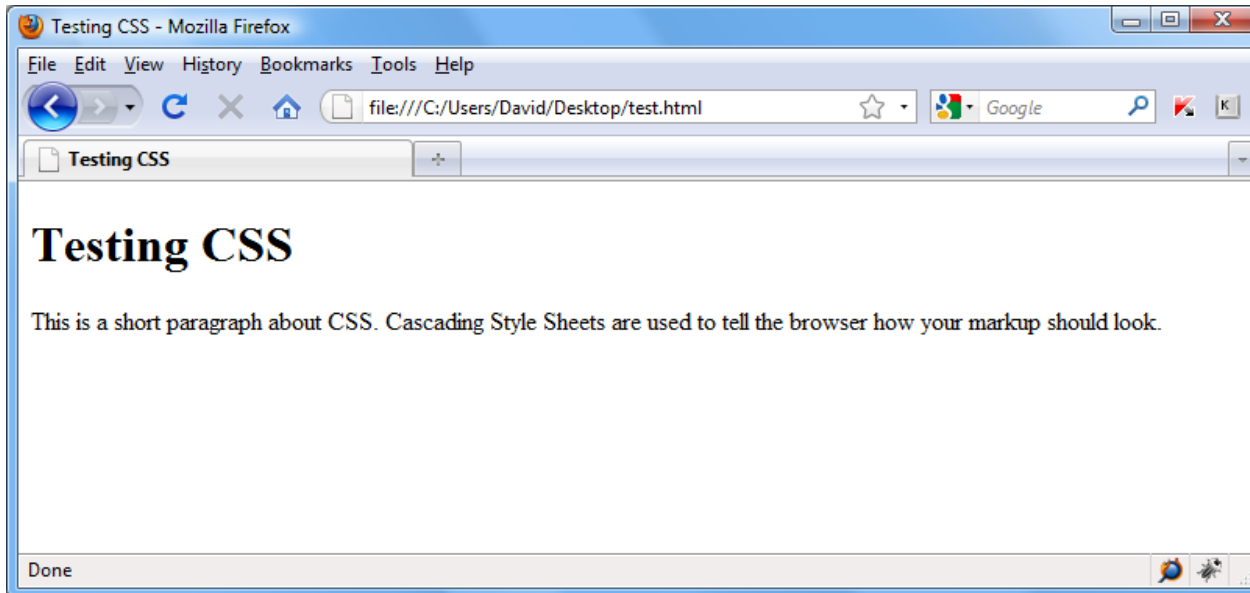 Testing CSS - Mozilla Firefox
File Edit View History Bookmarks Tools Help
file:///C:/Users/David/Desktop/test.html Google K
Testing CSS
Testing CSS
This is a short paragraph about CSS. Cascading Style Sheets are used to tell the browser how your markup should look.
Done